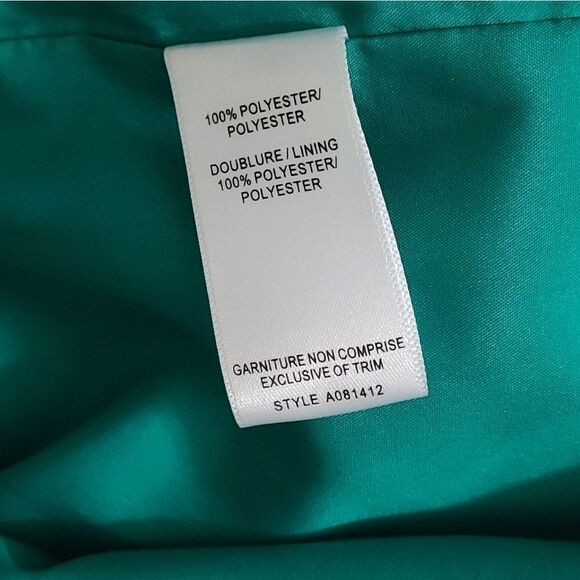 100% POLYESTER/
POLYESTER
DOUBLURE / LINING
100% POLYESTER/
POLYESTER
GARNITURE NON COMPRISE
EXCLUSIVE OF TRIM
STYLE A081412